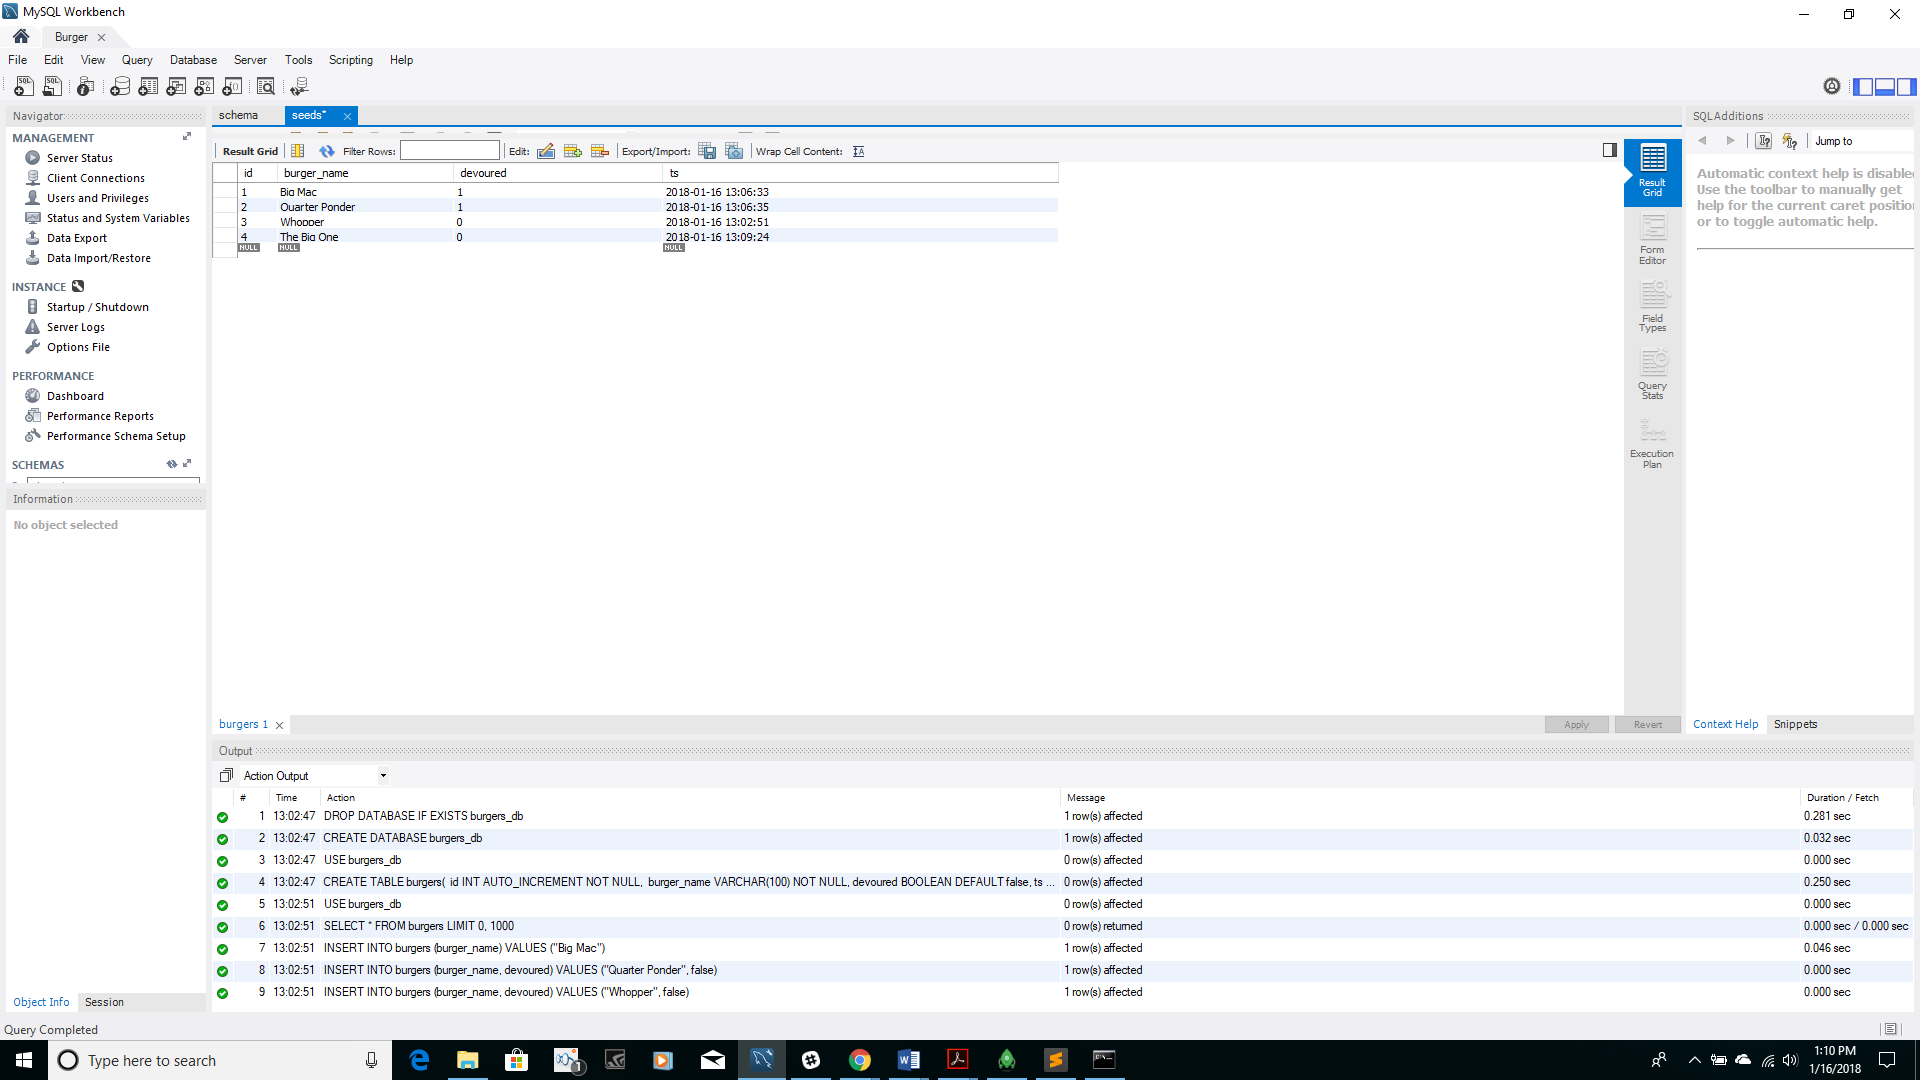 MySQL Workbench
Burger
File Edit View Query Database Server Tools Scripting Help
Navigator
MANAGEMENT
Server Status
Client Connections
Users and Privileges
Status and System Variables
Data Export
Data Import/Restore
INSTANCE
Startup / Shutdown
Server Logs
Options File
PERFORMANCE
Dashboard
Performance Reports
Performance Schema Setup
SCHEMAS
Information
No object selected
Object Info Session
schema seeds*
Result Grid Filter Rows: Edit: Export/Import: Wrap Cell Content:
id burger_name devoured ts
1 Big Mac 1 2018-01-16 13:06:33
2 Quarter Ponder 1 2018-01-16 13:06:35
3 Whopper 0 2018-01-16 13:02:51
4 The Big One 0 2018-01-16 13:09:24
NULL NULL NULL
Result
Grid
Form
Editor
Field
Types
Query
Stats
Execution
Plan
burgers 1
Apply Revert
SQLAdditions
Jump to
Automatic context help is disable
Use the toolbar to manually get
help for the current caret position
or to toggle automatic help.
Context Help Snippets
Output
Action Output
# Time Action Message Duration / Fetch
1 13:02:47 DROP DATABASE IF EXISTS burgers_db 1 row(s) affected 0.281 sec
2 13:02:47 CREATE DATABASE burgers_db 1 row(s) affected 0.032 sec
3 13:02:47 USE burgers_db 0 row(s) affected 0.000 sec
4 13:02:47 CREATE TABLE burgers( id INT AUTO_INCREMENT NOT NULL, burger_name VARCHAR(100) NOT NULL, devoured BOOLEAN DEFAULT false, ts ... 0 row(s) affected 0.250 sec
5 13:02:51 USE burgers_db 0 row(s) affected 0.000 sec
6 13:02:51 SELECT * FROM burgers LIMIT 0, 1000 0 row(s) returned 0.000 sec / 0.000 sec
7 13:02:51 INSERT INTO burgers (burger_name) VALUES ("Big Mac") 1 row(s) affected 0.046 sec
8 13:02:51 INSERT INTO burgers (burger_name, devoured) VALUES ("Quarter Ponder", false) 1 row(s) affected 0.000 sec
9 13:02:51 INSERT INTO burgers (burger_name, devoured) VALUES ("Whopper", false) 1 row(s) affected 0.000 sec
Query Completed
Type here to search
1:10 PM
1/16/2018